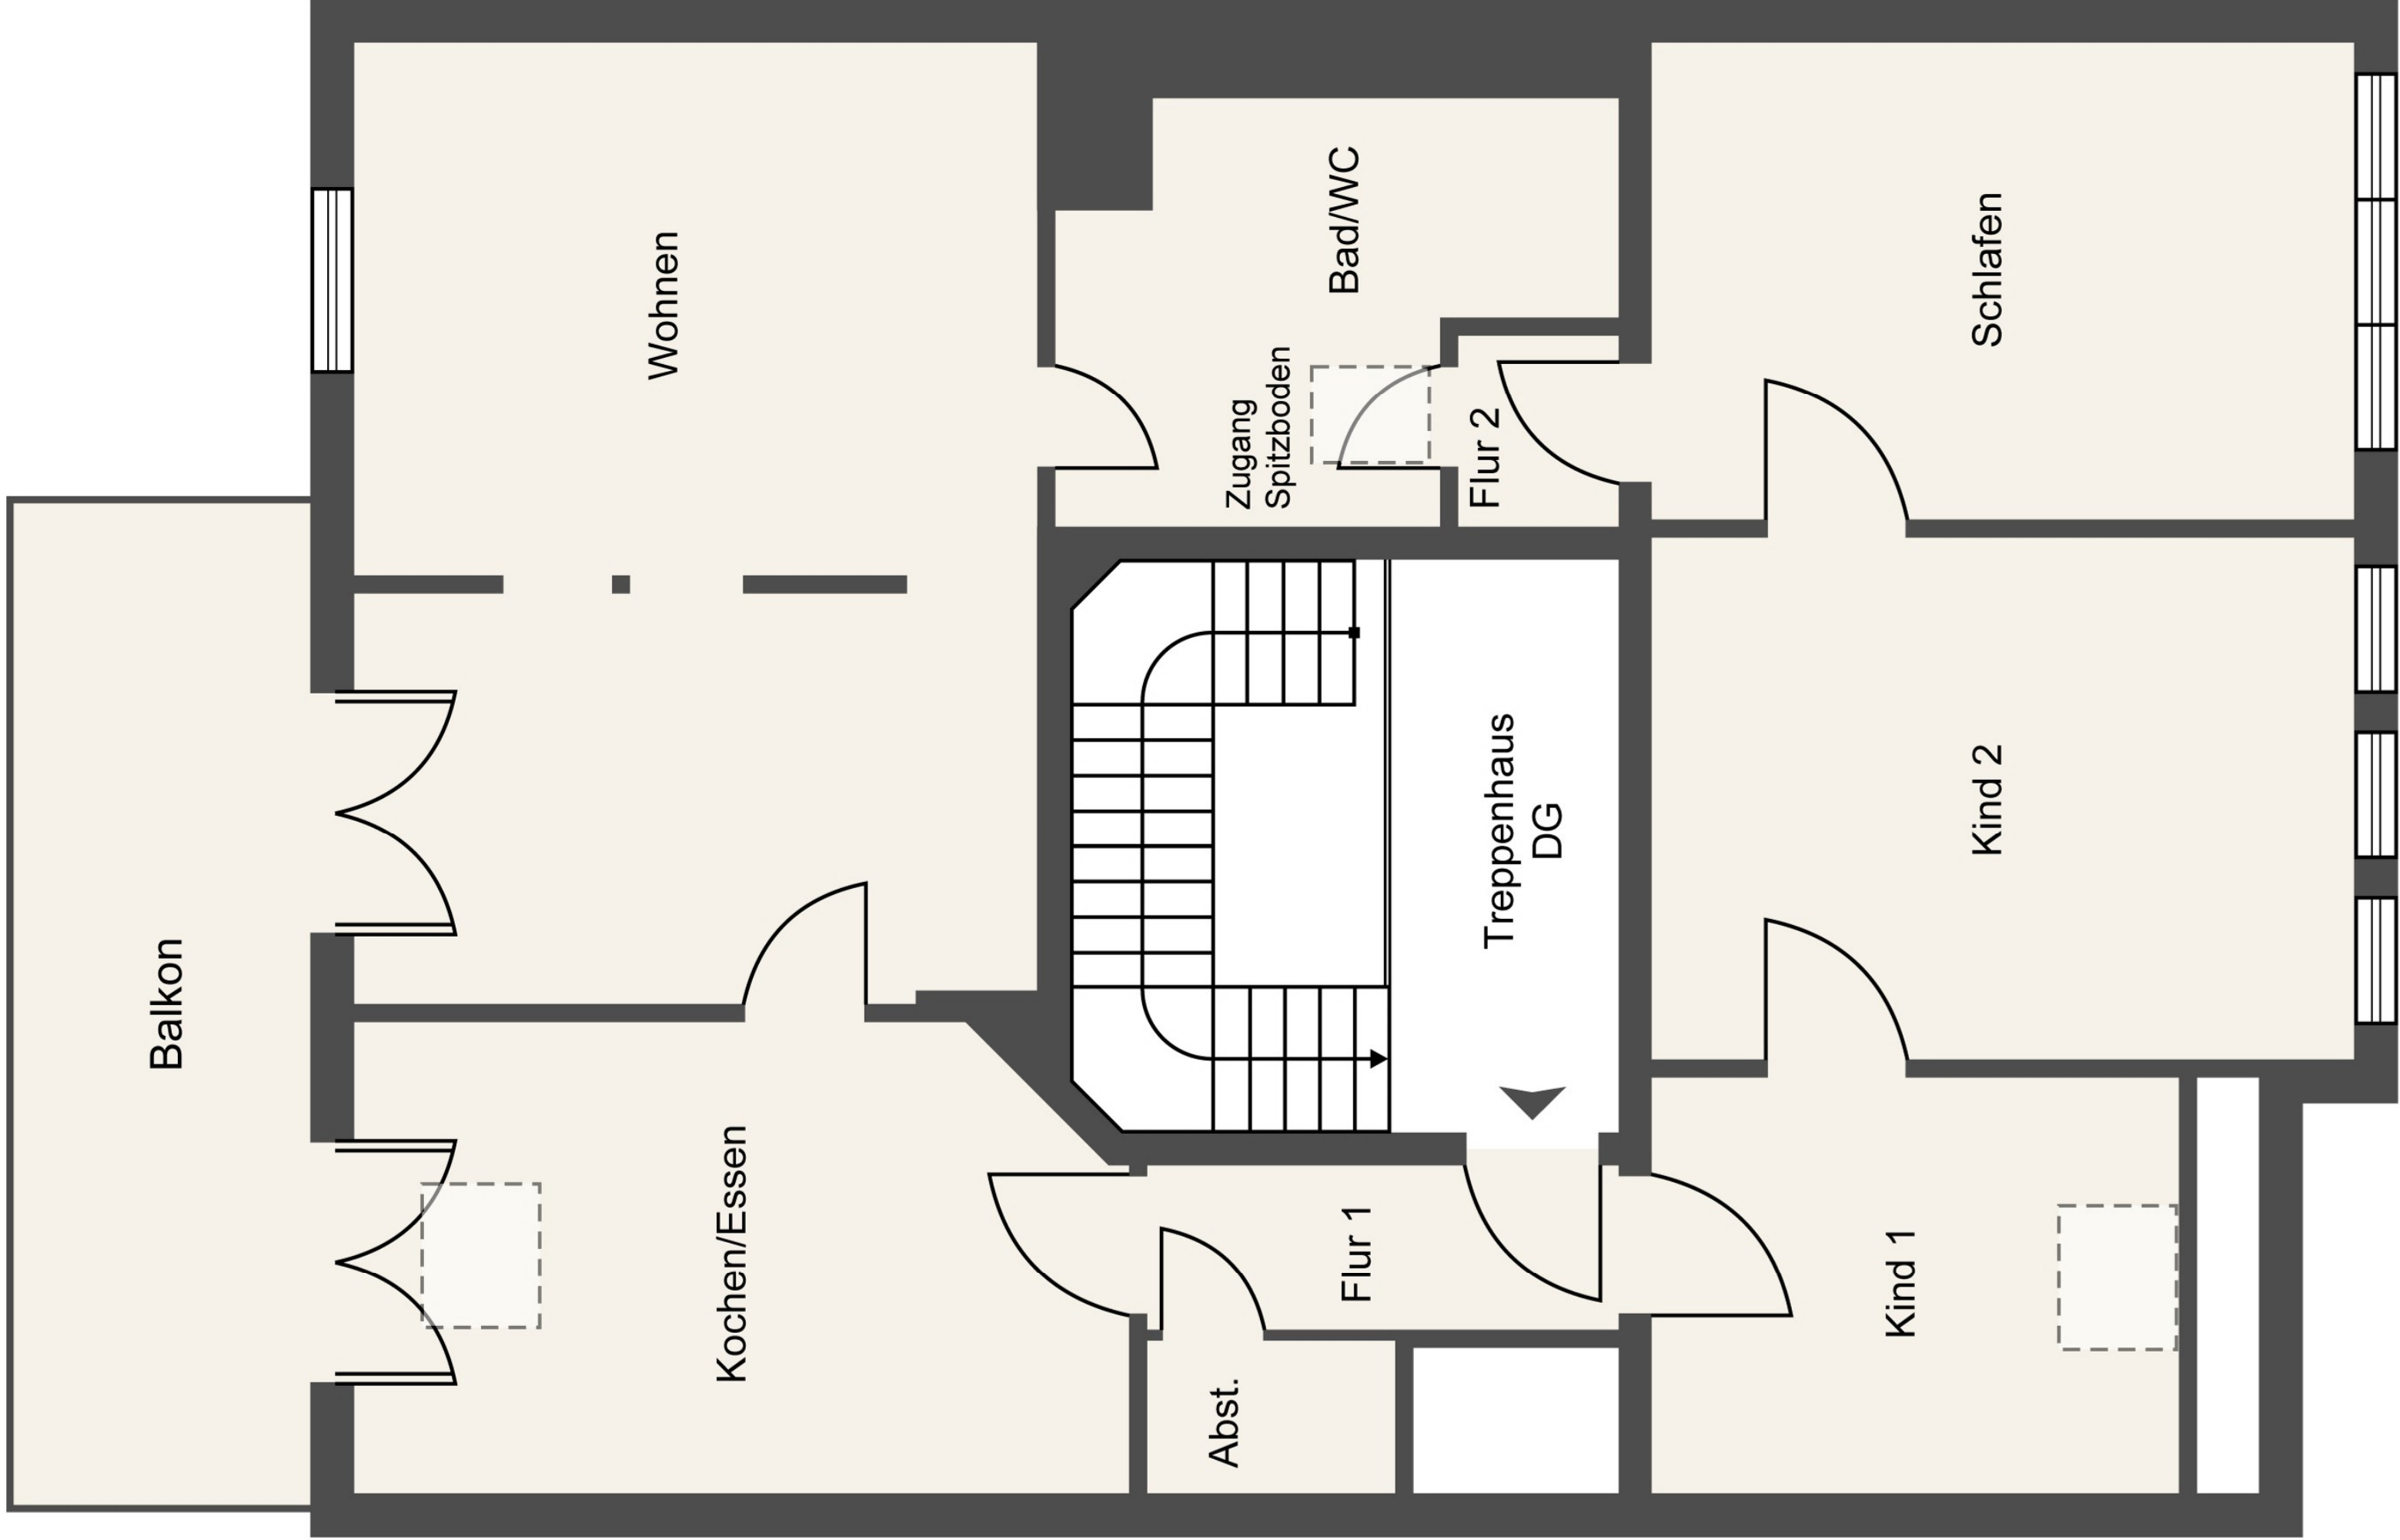 Balkon
Wohnen
Kochen/Essen
Bad/WC
Zugang
Spitzboden
Flur 2
Treppenhaus
DG
Flur 1
Abst.
Schlafen
Kind 2
Kind 1